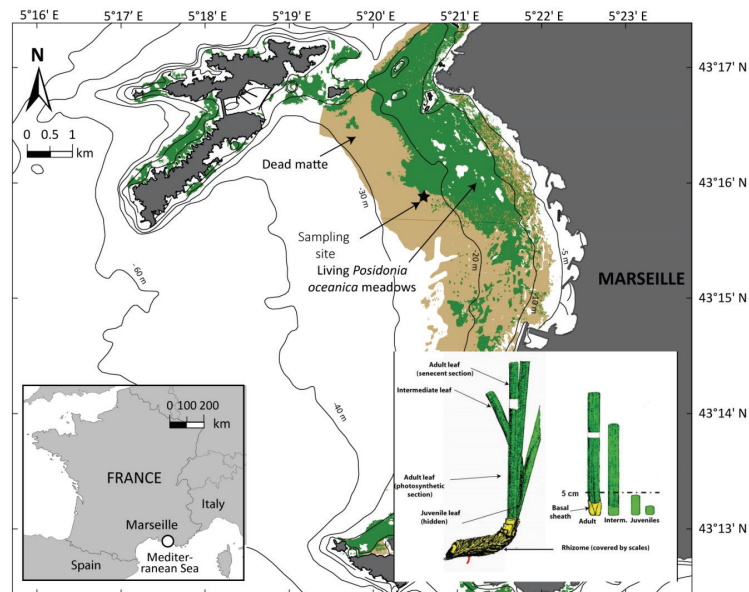 5°16'E 5°17' 5°18' 5°19' 5°20' 5°21' 5°22' 5°23'
N
0 0.5 1
km
43°17'N
43°16'
43°15'
43°14'
43°13'
Dead matte
Sampling
site
Living Posidonia
oceanica meadows
MARSEILLE
-60 m
-30 m
-20 m
-10 m
-5 m
-40 m
0 100 200
km
FRANCE
Italy
Marseille
Mediter-
ranean Sea
Spain
Adult leaf
(senecent section)
Intermediate leaf
Adult leaf
(photosynthetic
section)
Juvenile leaf
(hidden)
Rhizome (covered by scales)
5 cm
Basal
sheath
Adult Interm. Juveniles